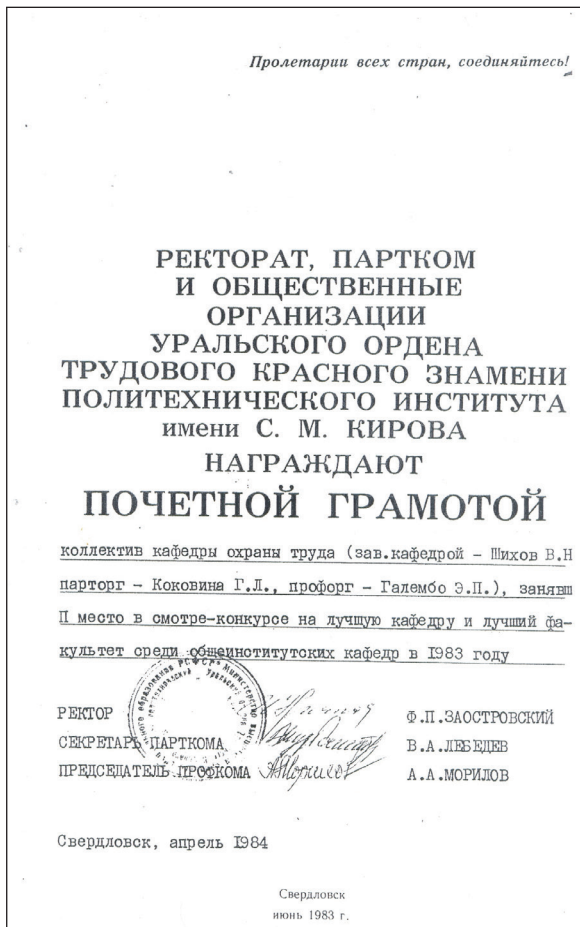 Пролетарии всех стран, соединяйтесь!
РЕКТОРАТ, ПАРТКОМ
И ОБЩЕСТВЕННЫЕ
ОРГАНИЗАЦИИ
УРАЛЬСКОГО ОРДЕНА
ТРУДОВОГО КРАСНОГО ЗНАМЕНИ
ПОЛИТЕХНИЧЕСКОГО ИНСТИТУТА
имени С. М. КИРОВА
НАГРАЖДАЮТ
ПОЧЕТНОЙ ГРАМОТОЙ
коллектив кафедры охраны труда (зав.кафедрой – Шихов В.Н
парторг – Коковина Г.Л., профорг – Галембо Э.П.), занявш
II место в смотре-конкурсе на лучшую кафедру и лучший фа-
культет среди общеинститутских кафедр в 1983 году
РЕКТОР Ф.П.ЗАОСТРОВСКИЙ
СЕКРЕТАРЬ ПАРТКОМА В.А.ЛЕБЕДЕВ
ПРЕДСЕДАТЕЛЬ ПРОФКОМА А.А.МОРИЛОВ
Свердловск, апрель 1984
Свердловск
июнь 1983 г.